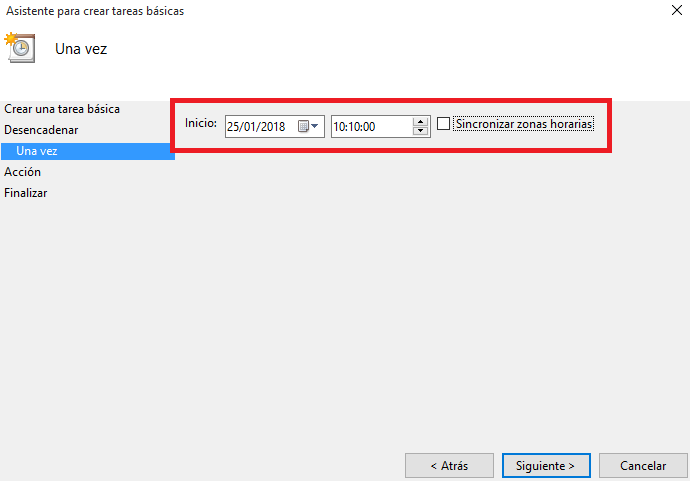 Asistente para crear tareas básicas
Una vez
Crear una tarea básica
Desencadenar
Una vez
Acción
Finalizar
Inicio: 25/01/2018 10:10:00 Sincronizar zonas horarias
< Atrás Siguiente > Cancelar